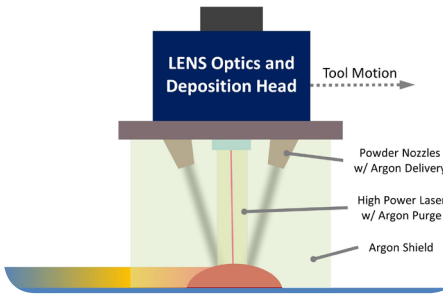 LENS Optics and
Deposition Head
Tool Motion
Powder Nozzles
w/ Argon Delivery
High Power Laser
w/ Argon Purge
Argon Shield